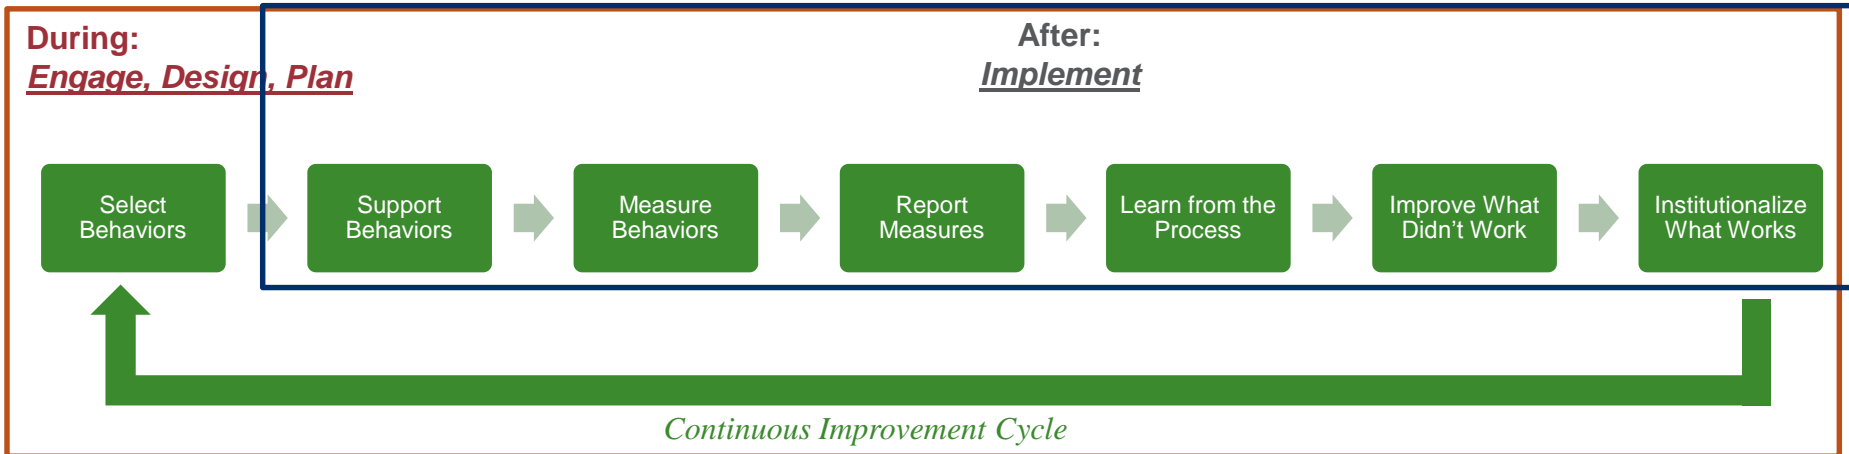 During:
Engage, Design, Plan
After:
Implement
Select
Behaviors
Support
Behaviors
Measure
Behaviors
Report
Measures
Learn from the
Process
Improve What
Didn’t Work
Institutionalize
What Works
Continuous Improvement Cycle